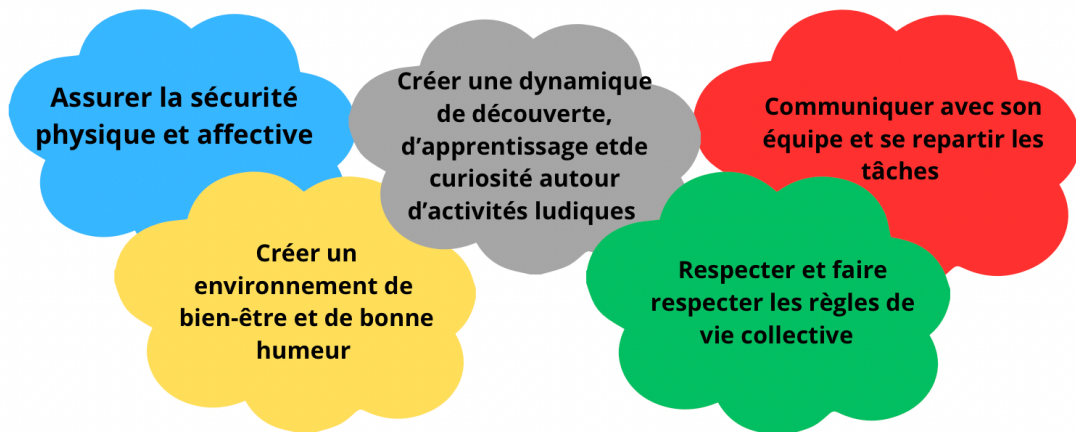 Assurer la sécurité
physique et affective
Créer une dynamique
de découverte,
d'apprentissage etde
curiosité autour
d'activités ludiques
Communiquer avec son
équipe et se repartir les
tâches
Créer un
environnement de
bien-être et de bonne
humeur
Respecter et faire
respecter les règles de
vie collective